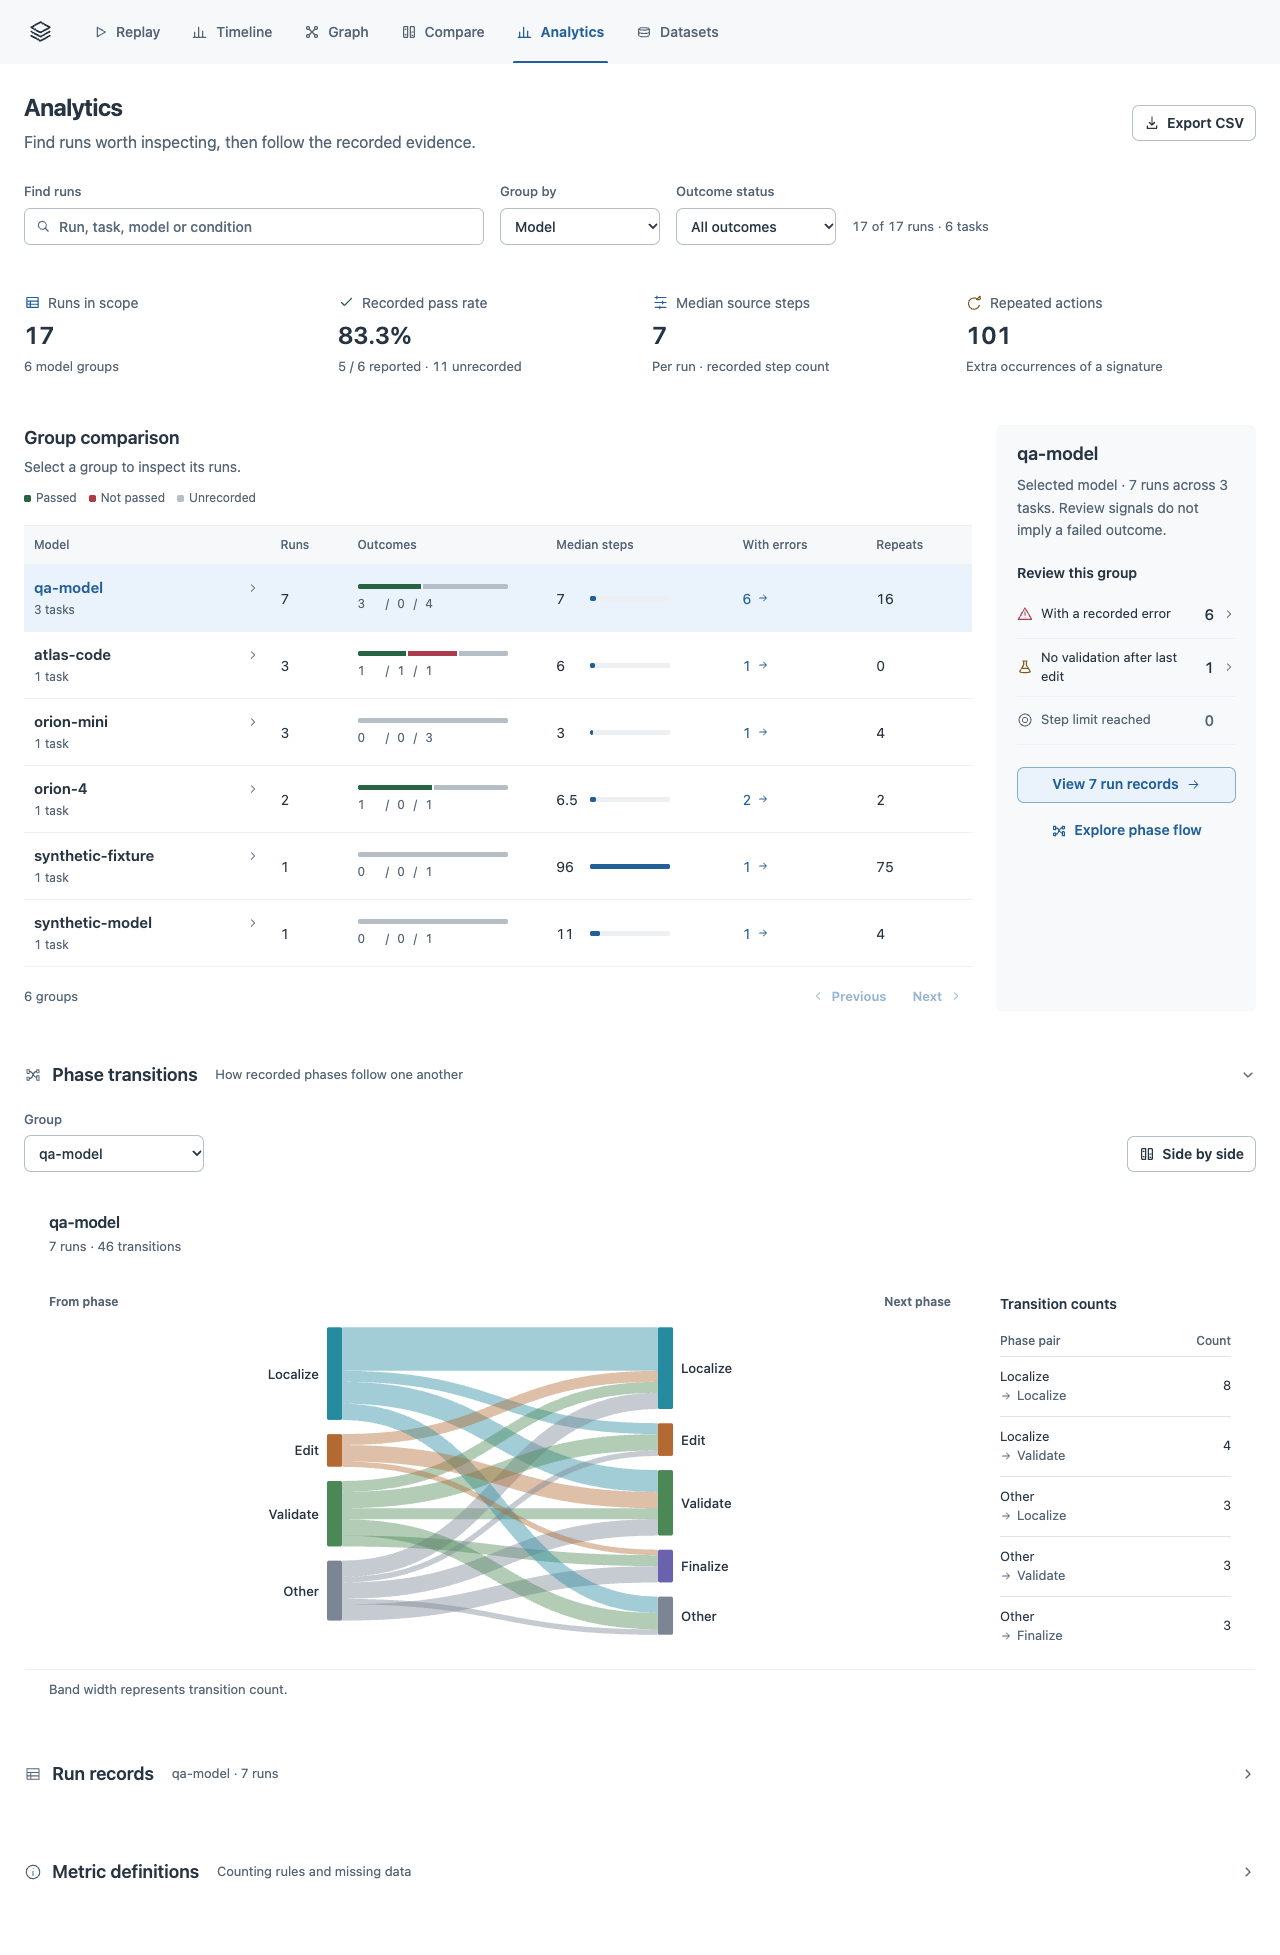 Replay Timeline Graph Compare Analytics Datasets
Analytics
Find runs worth inspecting, then follow the recorded evidence.
Export CSV
Find runs Group by Outcome status
Run, task, model or condition Model All outcomes 17 of 17 runs · 6 tasks
Runs in scope Recorded pass rate Median source steps Repeated actions
17 83.3% 7 101
6 model groups 5 / 6 reported · 11 unrecorded Per run · recorded step count Extra occurrences of a signature
Group comparison
Select a group to inspect its runs.
Passed Not passed Unrecorded
Model Runs Outcomes Median steps With errors Repeats
qa-model
3 tasks
7
3 / 0 / 4
7
6 →
16
atlas-code
1 task
3
1 / 1 / 1
6
1 →
0
orion-mini
1 task
3
0 / 0 / 3
3
1 →
4
orion-4
1 task
2
1 / 0 / 1
6.5
2 →
2
synthetic-fixture
1 task
1
0 / 0 / 1
96
1 →
75
synthetic-model
1 task
1
0 / 0 / 1
11
1 →
4
6 groups Previous Next
qa-model
Selected model · 7 runs across 3
tasks. Review signals do not
imply a failed outcome.
Review this group
With a recorded error 6
No validation after last
edit
1
Step limit reached 0
View 7 run records →
Explore phase flow
Phase transitions How recorded phases follow one another
Group
qa-model
Side by side
qa-model
7 runs · 46 transitions
From phase Next phase
Localize
Edit
Validate
Other
Localize
Edit
Validate
Finalize
Other
Transition counts
Phase pair Count
Localize
→ Localize
8
Localize
→ Validate
4
Other
→ Localize
3
Other
→ Validate
3
Other
→ Finalize
3
Band width represents transition count.
Run records qa-model · 7 runs
Metric definitions Counting rules and missing data